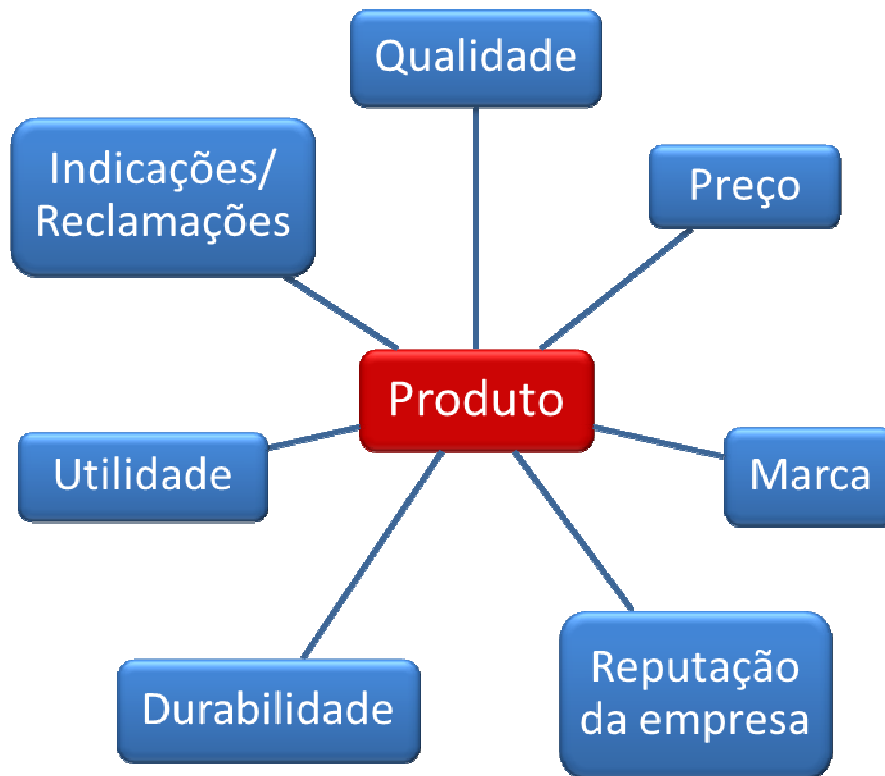 Qualidade
Indicações/
Reclamações
Preço
Produto
Utilidade
Marca
Durabilidade
Reputação
da empresa